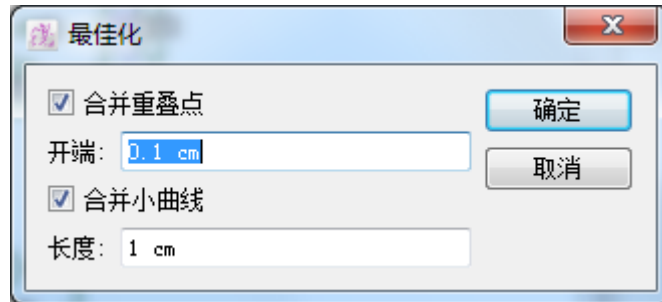 最佳化
合并重叠点
确定
开端: 0.1 cm
取消
合并小曲线
长度: 1 cm